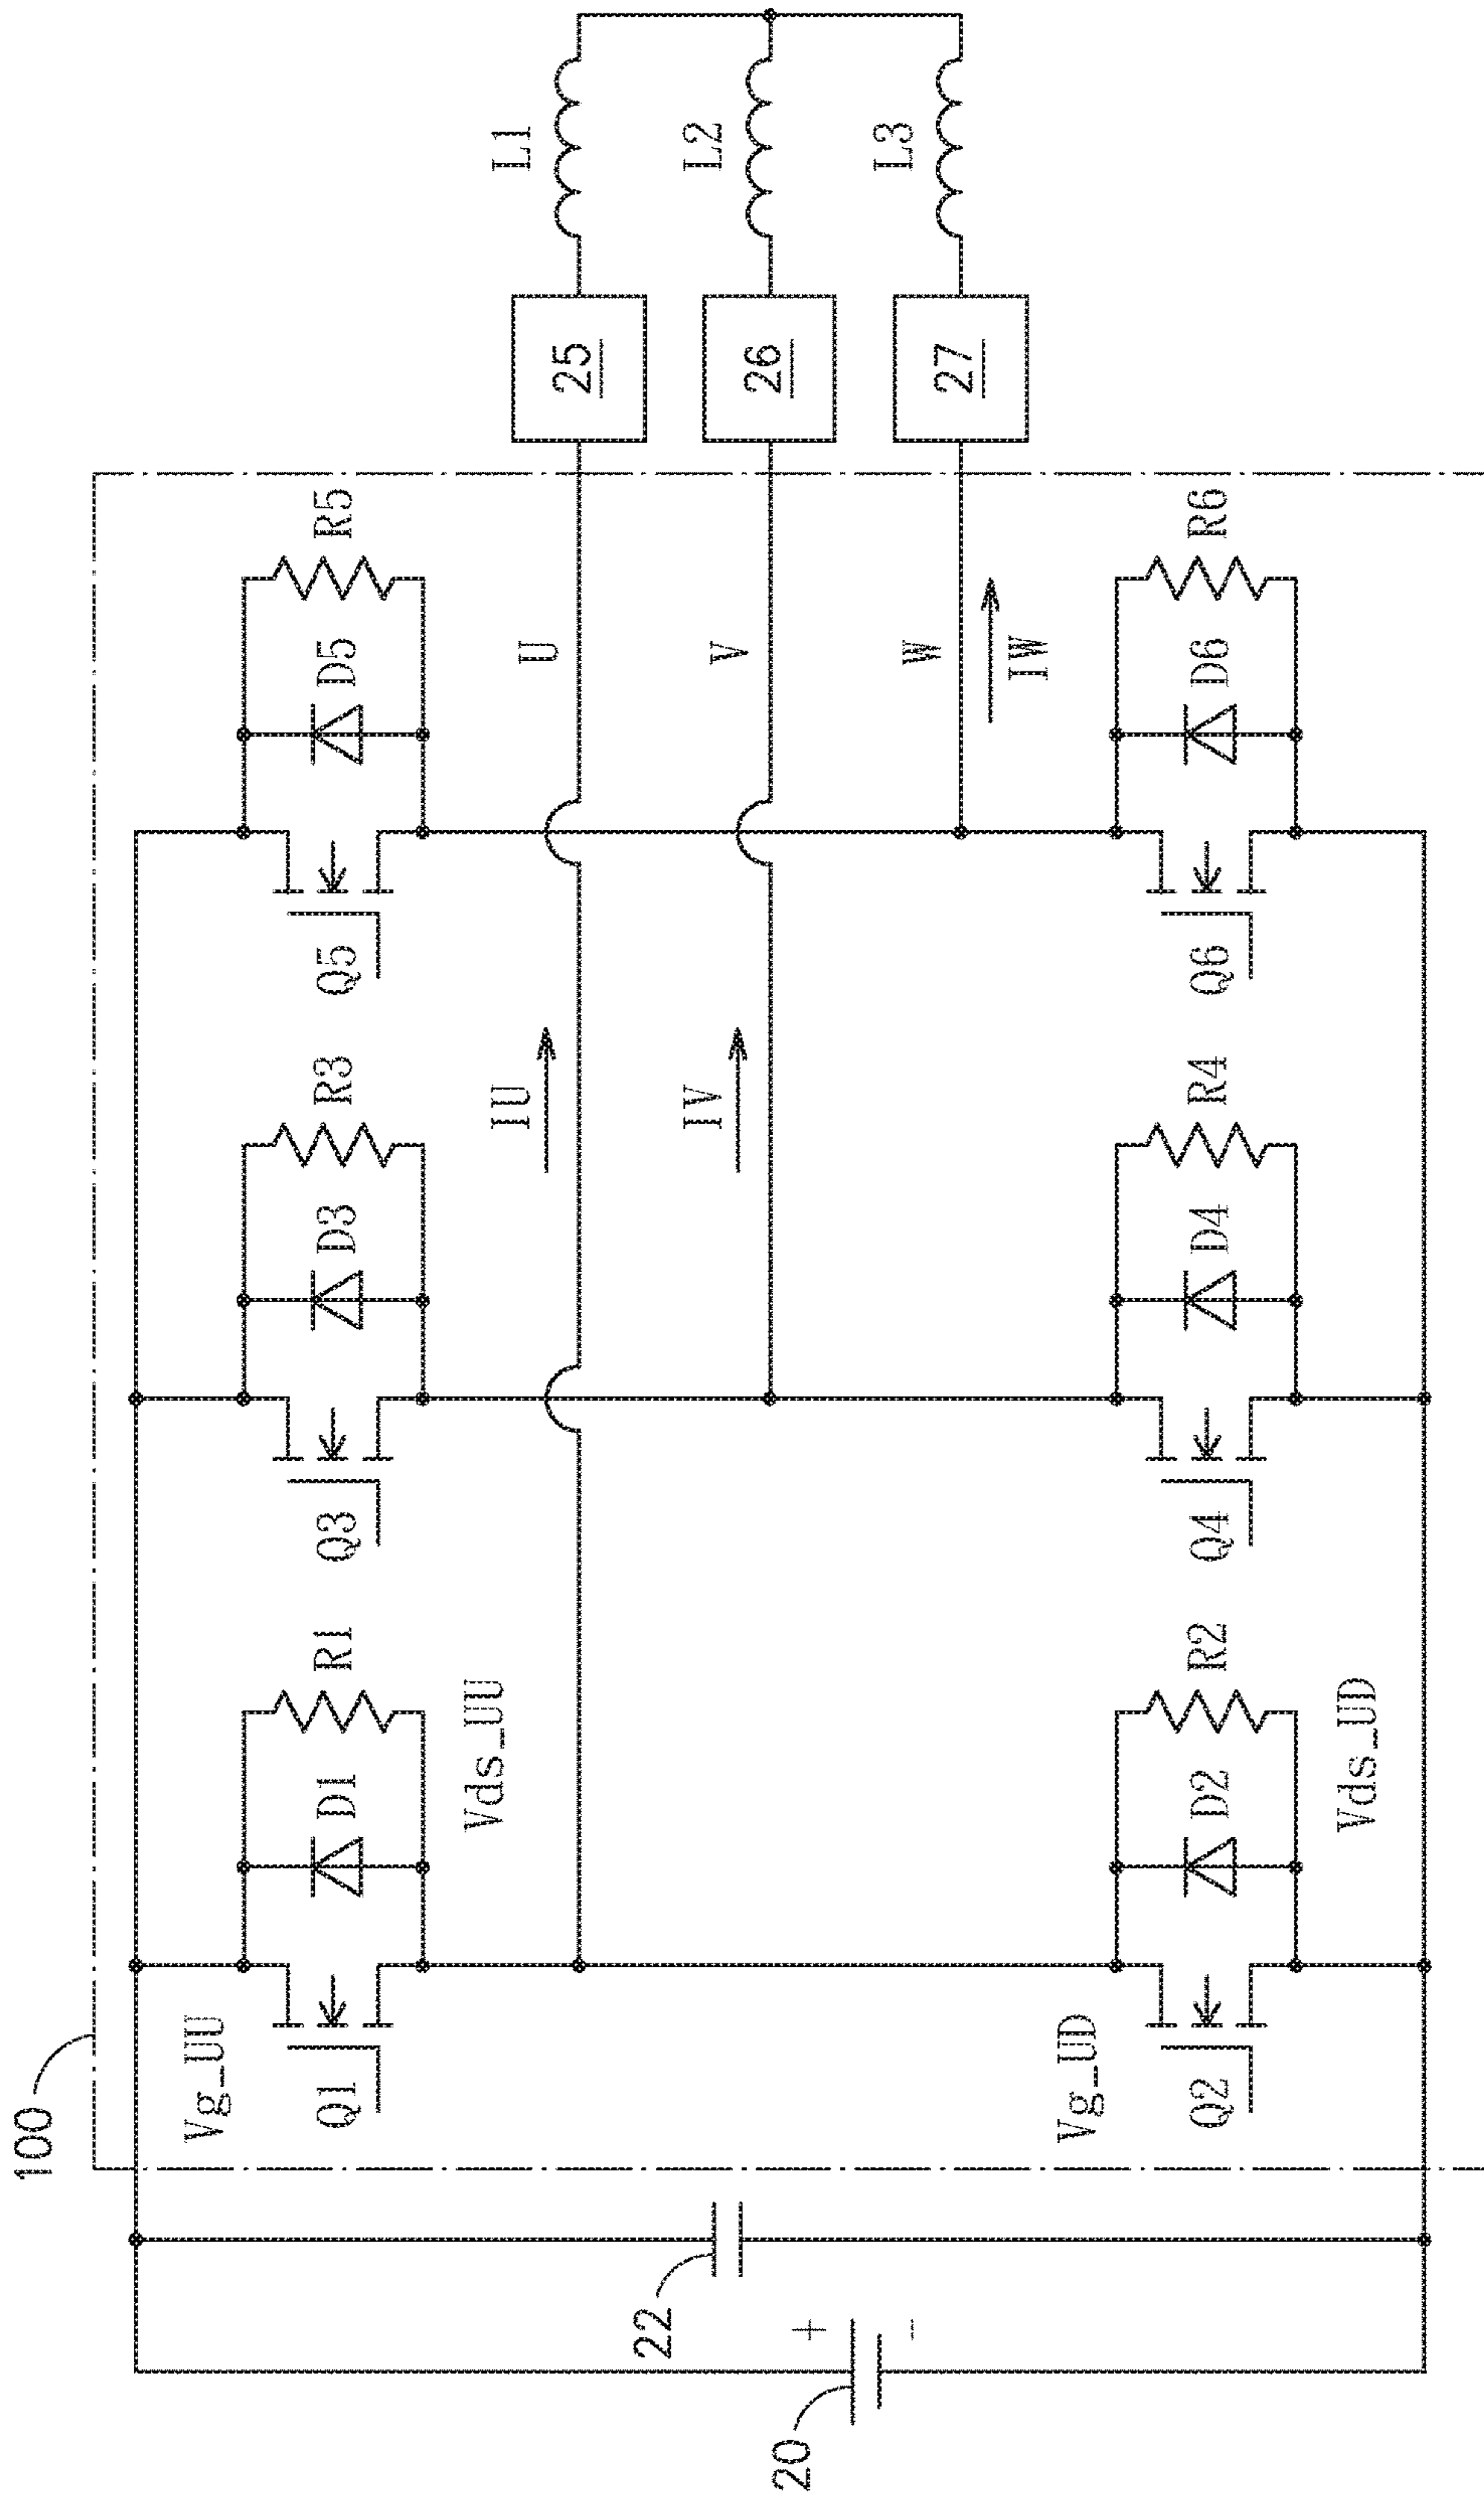 100
Vg_UU
Q1
D1
R1
Vds_UU
Q3
D3
R3
Q5
D5
R5
IU
U
IV
V
W
IW
25
26
27
L1
L2
L3
22
20
+
-
Vg_UD
Q2
D2
R2
Vds_UD
Q4
D4
R4
Q6
D6
R6